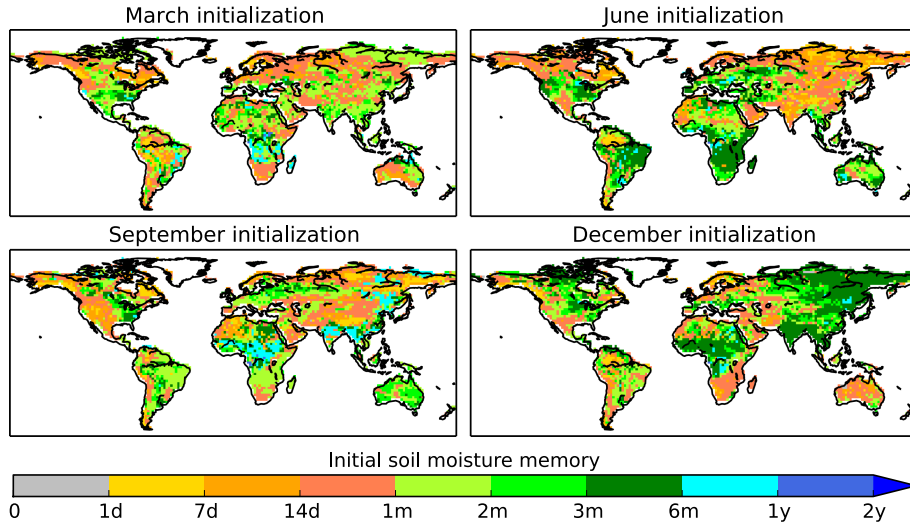 March initialization
June initialization
September initialization
December initialization
Initial soil moisture memory
0 1d 7d 14d 1m 2m 3m 6m 1y 2y